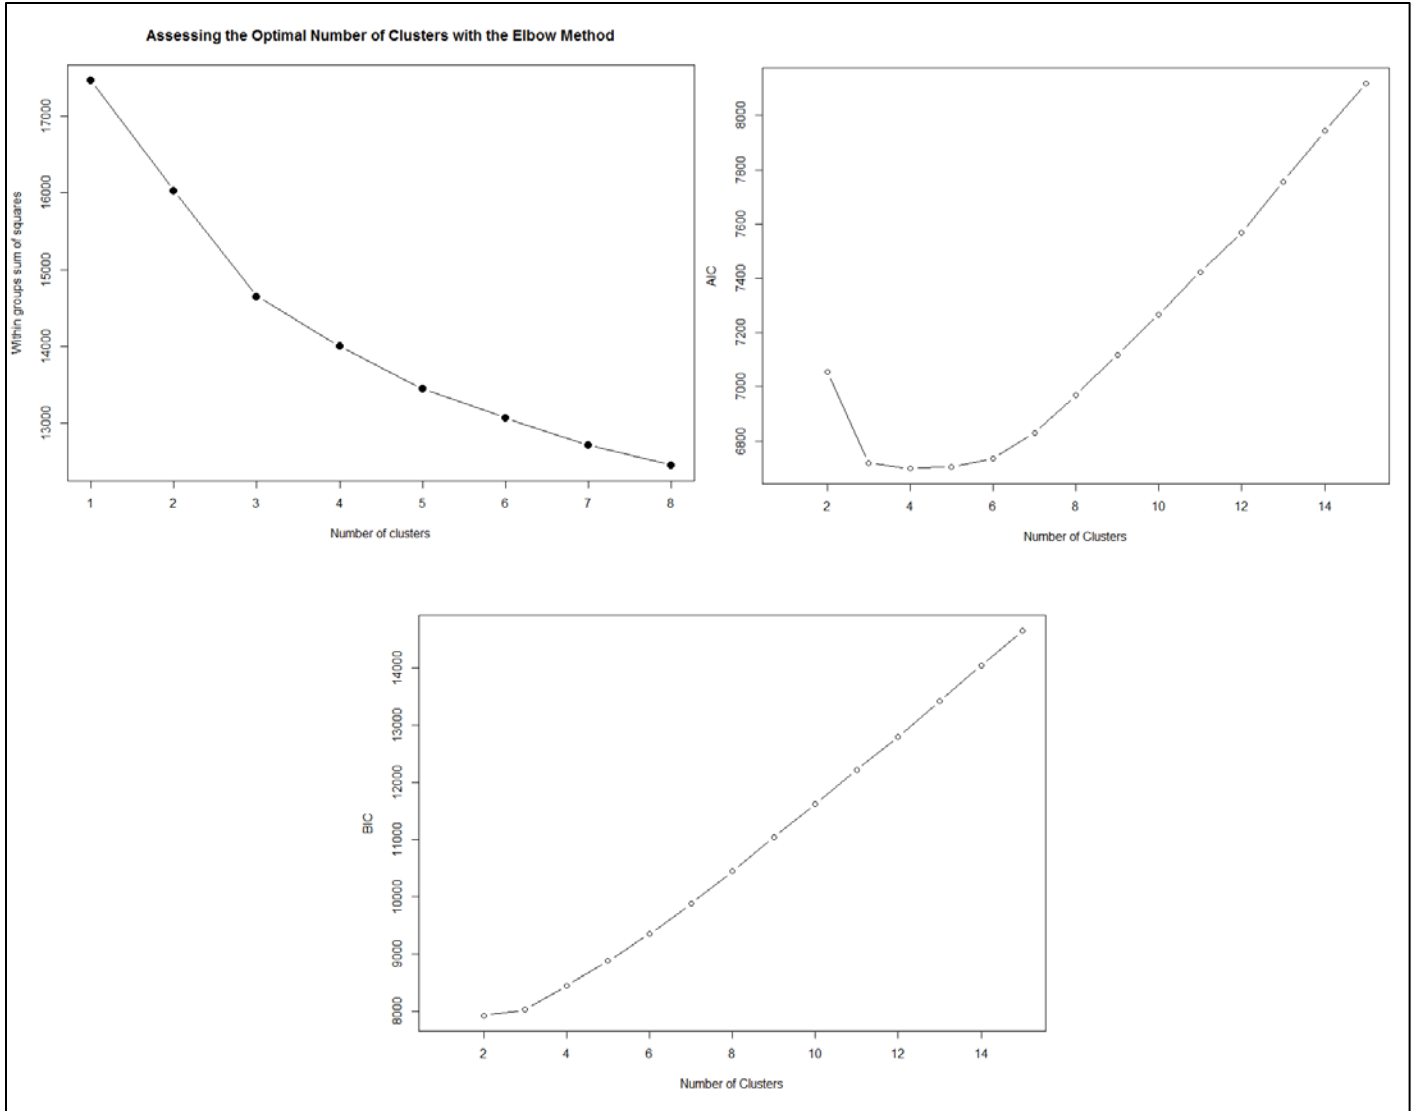 Assessing the Optimal Number of Clusters with the Elbow Method
Within groups sum of squares
17000
16000
15000
14000
13000
1 2 3 4 5 6 7 8
Number of clusters
AIC
8000
7800
7600
7400
7200
7000
6800
2 4 6 8 10 12 14
Number of Clusters
BIC
14000
13000
12000
11000
10000
9000
8000
2 4 6 8 10 12 14
Number of Clusters